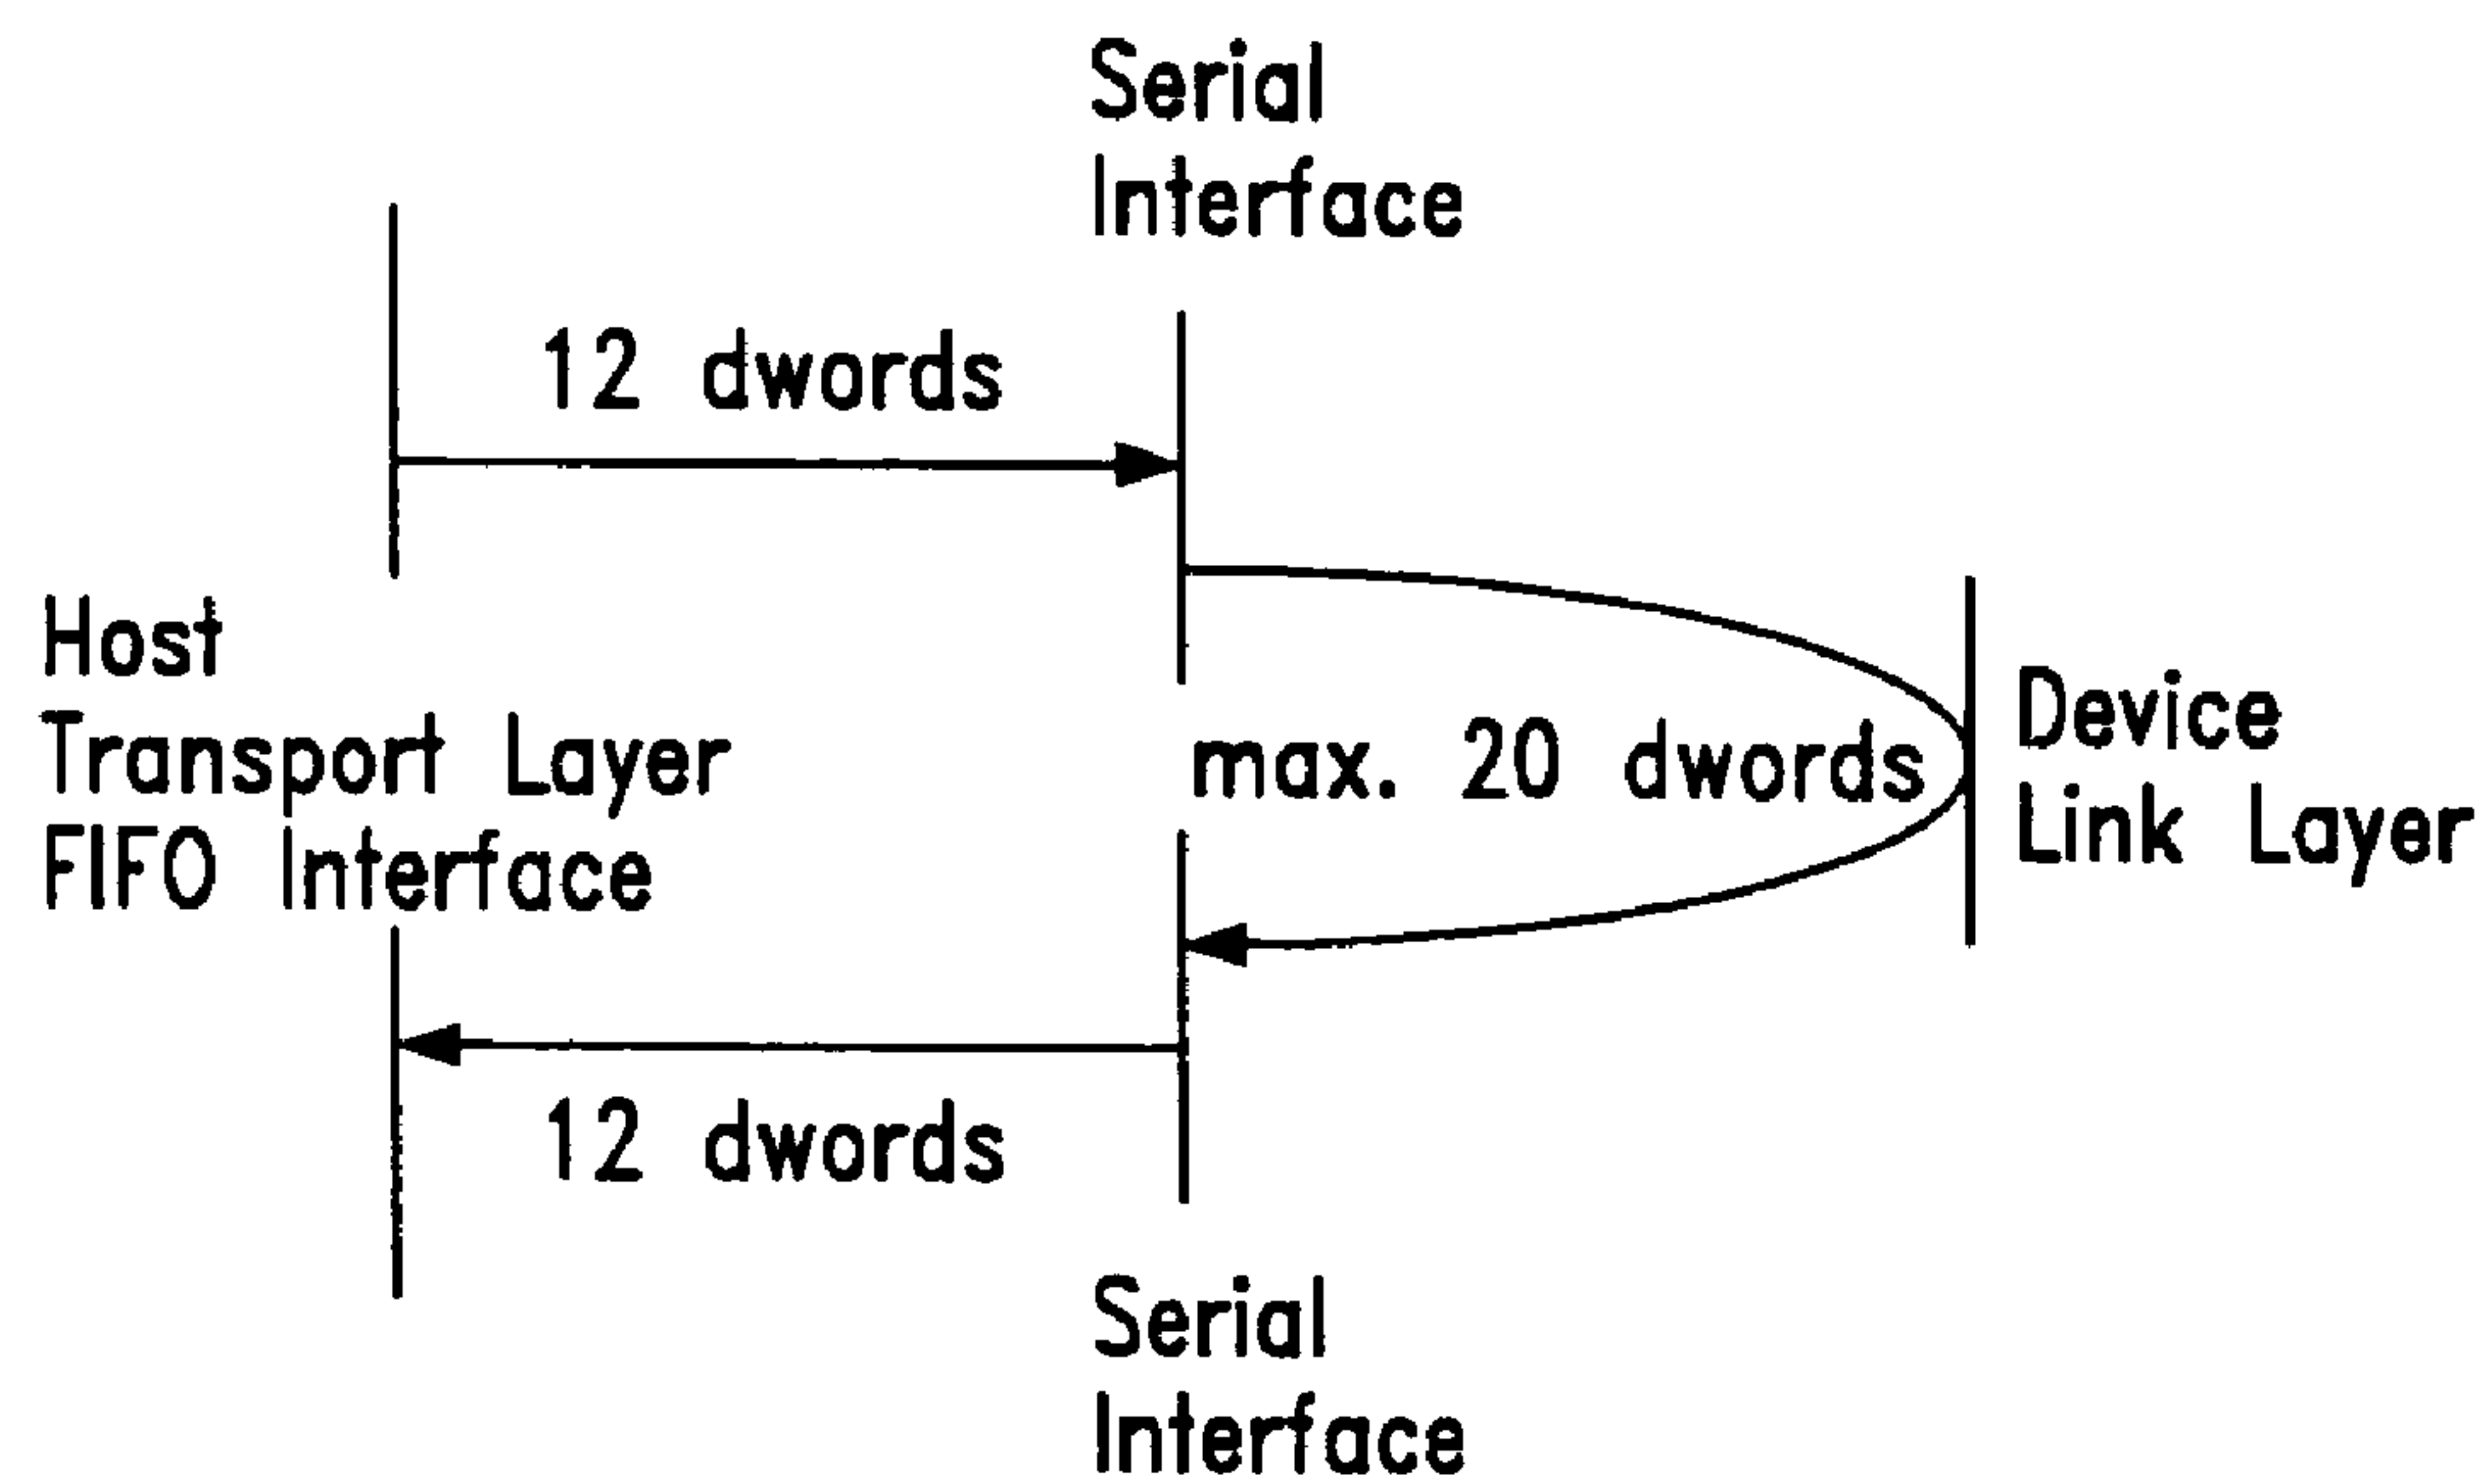 Serial
Interface
12 dwords
Host
Transport Layer
FIFO Interface
max. 20 dwords
Device
Link Layer
12 dwords
Serial
Interface